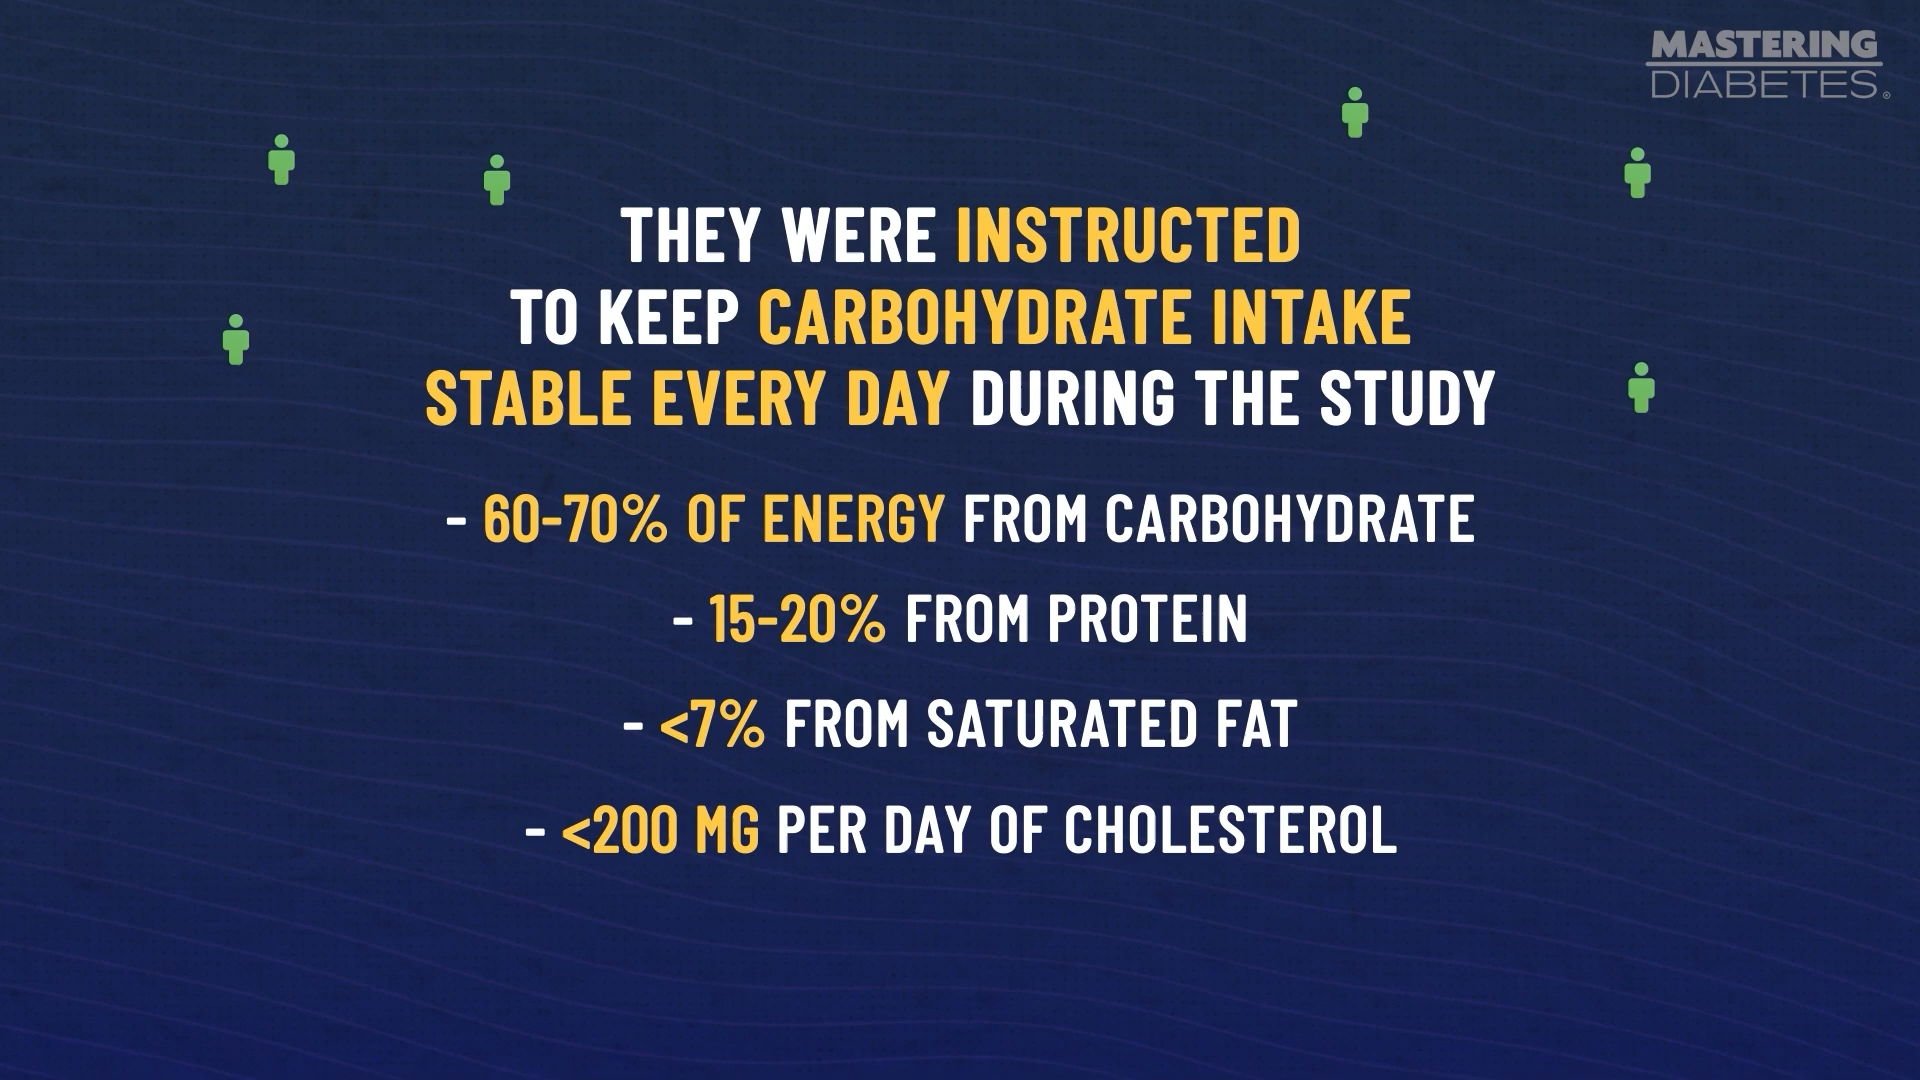 MASTERING
DIABETES®
THEY WERE INSTRUCTED
TO KEEP CARBOHYDRATE INTAKE
STABLE EVERY DAY DURING THE STUDY
- 60-70% OF ENERGY FROM CARBOHYDRATE
- 15-20% FROM PROTEIN
- <7% FROM SATURATED FAT
- <200 MG PER DAY OF CHOLESTEROL